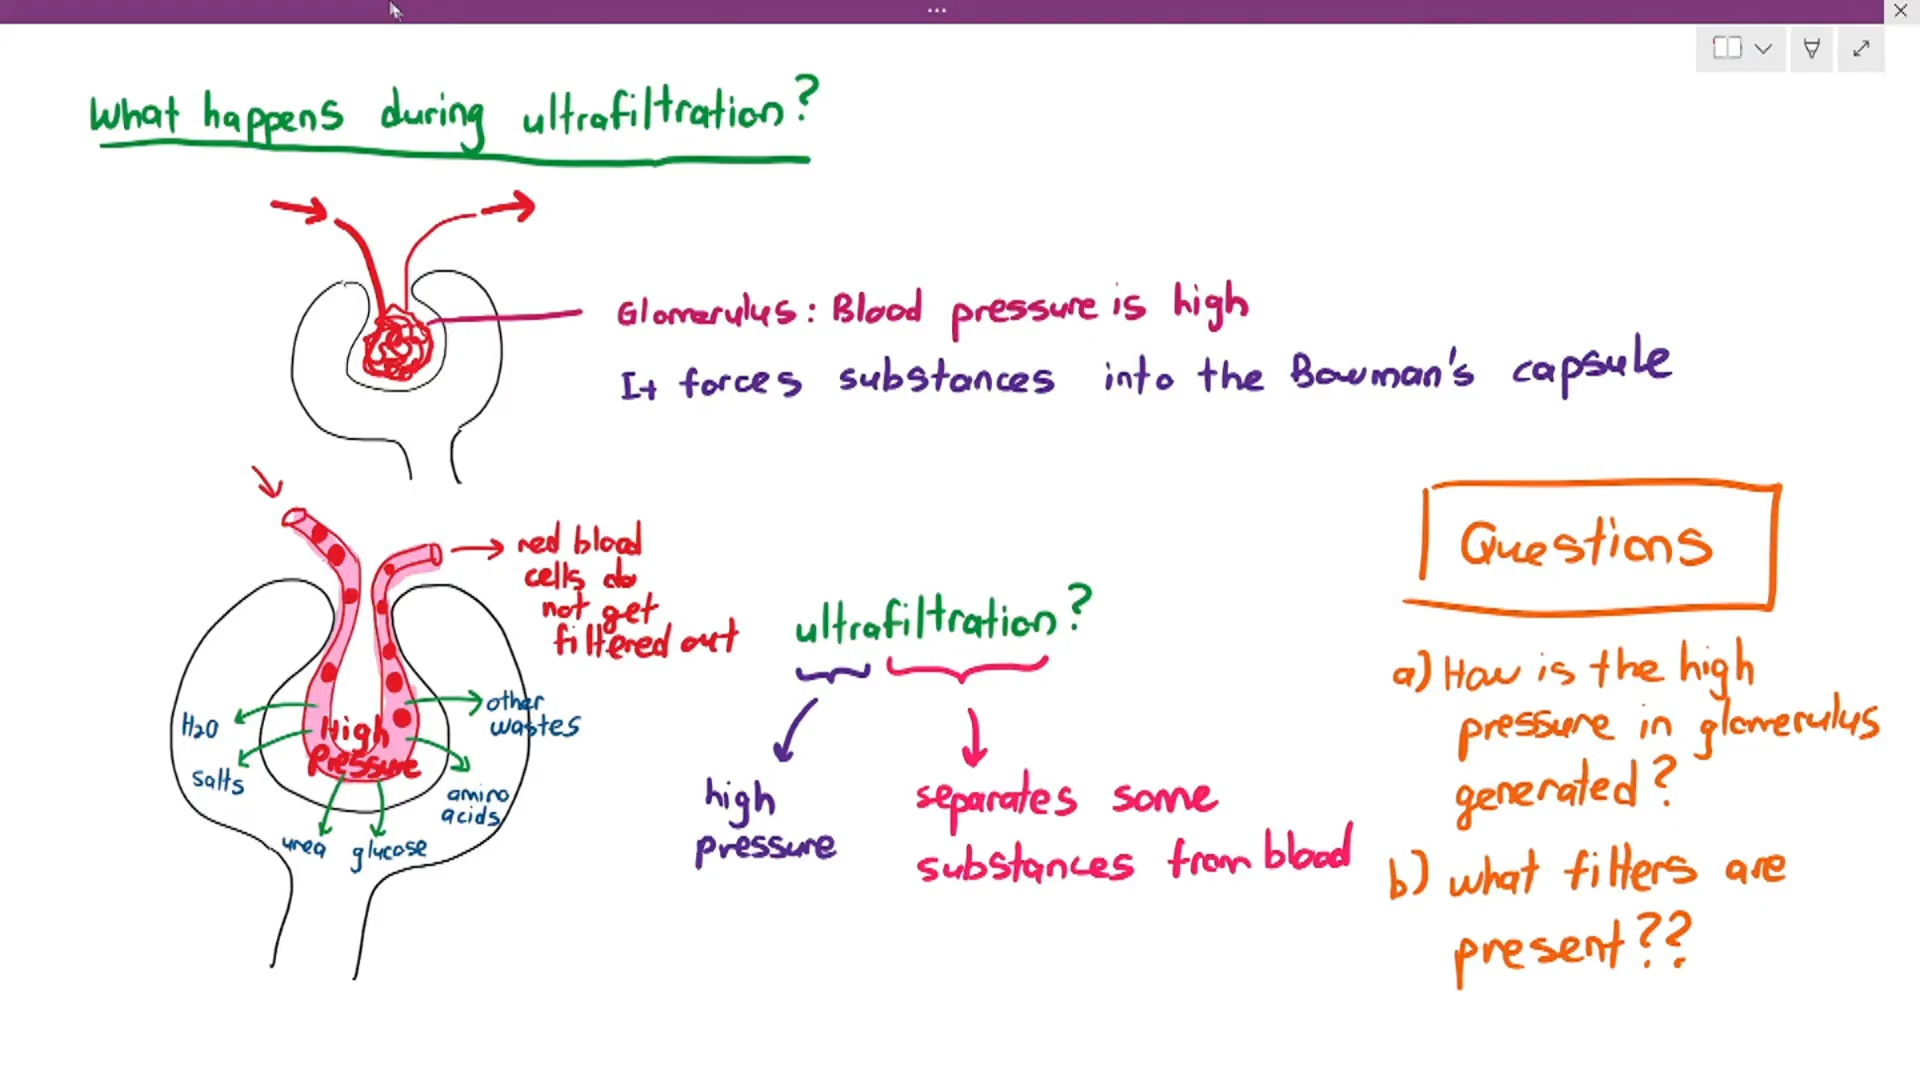 What happens during ultrafiltration?
Glomerulus: Blood pressure is high
It forces substances into the Bowman's capsule
red blood
cells do
not get
filtered out
High
Pressure
H2O
salts
urea
glucose
amino
acids
other
wastes
ultrafiltration?
high
pressure
separates some
substances from blood
Questions
a) How is the high
pressure in glomerulus
generated?
b) what filters are
present??